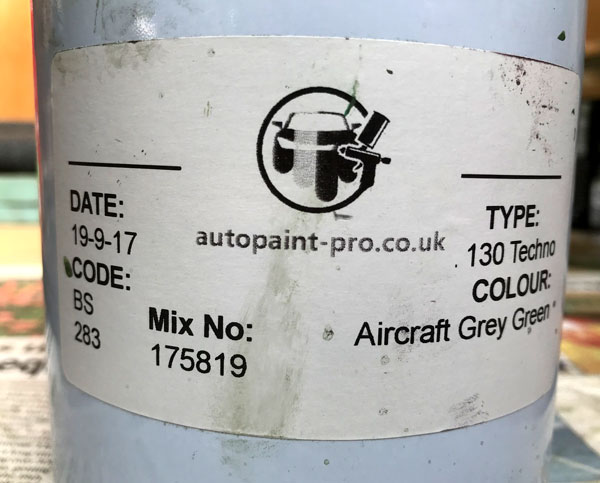 autopaint-pro.co.uk
DATE:
19-9-17
CODE:
BS
283
Mix No:
175819
TYPE:
130 Techno
COLOUR:
Aircraft Grey Green